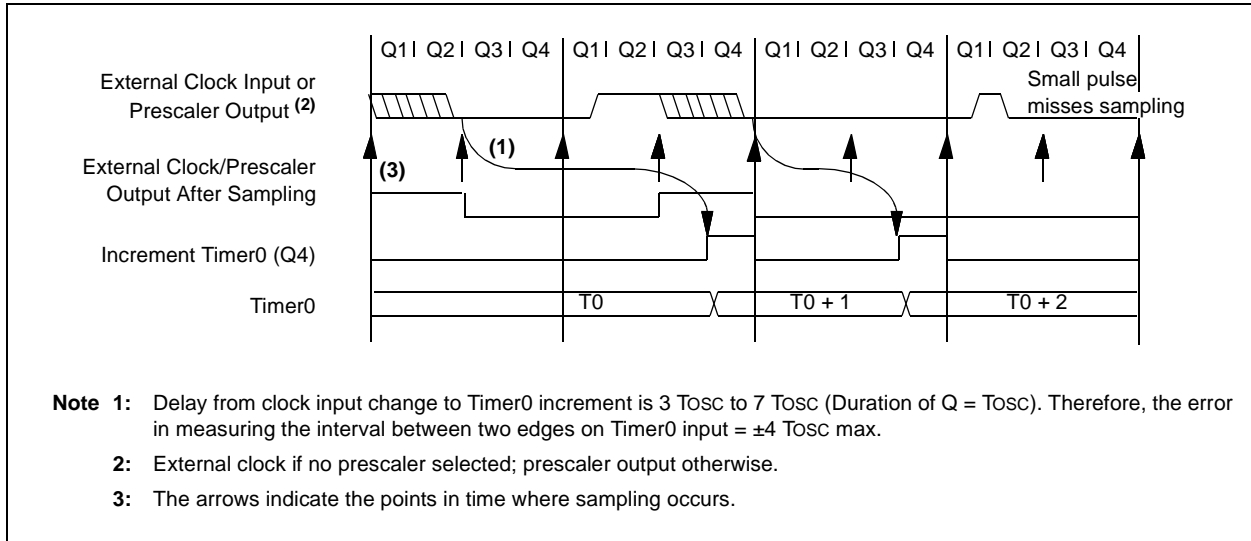 Q1 | Q2 | Q3 | Q4 Q1 | Q2 | Q3 | Q4 Q1 | Q2 | Q3 | Q4 Q1 | Q2 | Q3 | Q4
External Clock Input or
Prescaler Output (2)
Small pulse
misses sampling
(1)
(3)
External Clock/Prescaler
Output After Sampling
Increment Timer0 (Q4)
Timer0
T0 T0 + 1 T0 + 2
Note 1: Delay from clock input change to Timer0 increment is 3 TOSC to 7 TOSC (Duration of Q = TOSC). Therefore, the error
in measuring the interval between two edges on Timer0 input = ±4 TOSC max.
2: External clock if no prescaler selected; prescaler output otherwise.
3: The arrows indicate the points in time where sampling occurs.